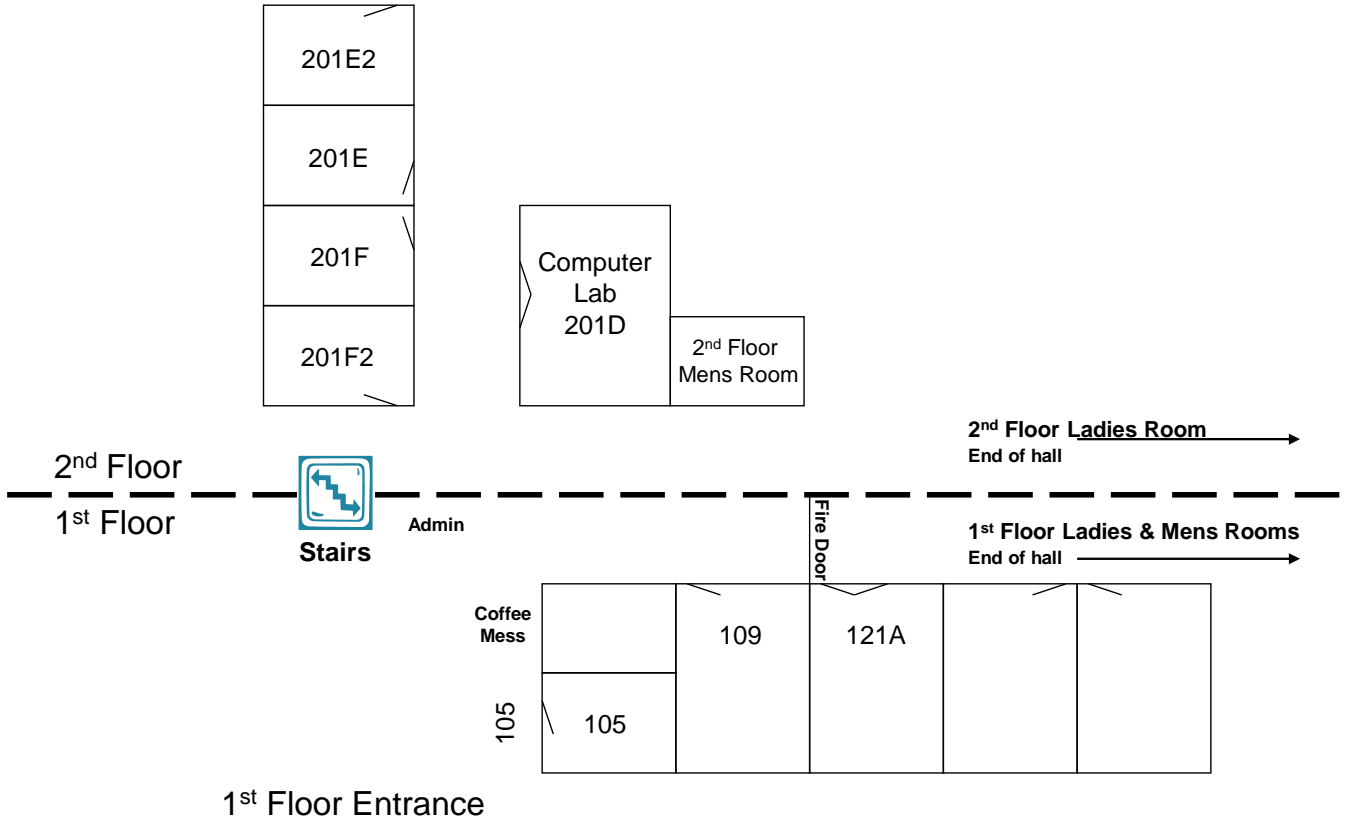 201E2
201E
201F
201F2
Computer
Lab
201D
2nd Floor
Mens Room
2nd Floor Ladies Room
End of hall
2nd Floor
1st Floor
Stairs
Admin
Fire Door
1st Floor Ladies & Mens Rooms
End of hall
Coffee
Mess
109
121A
105
105
1st Floor Entrance